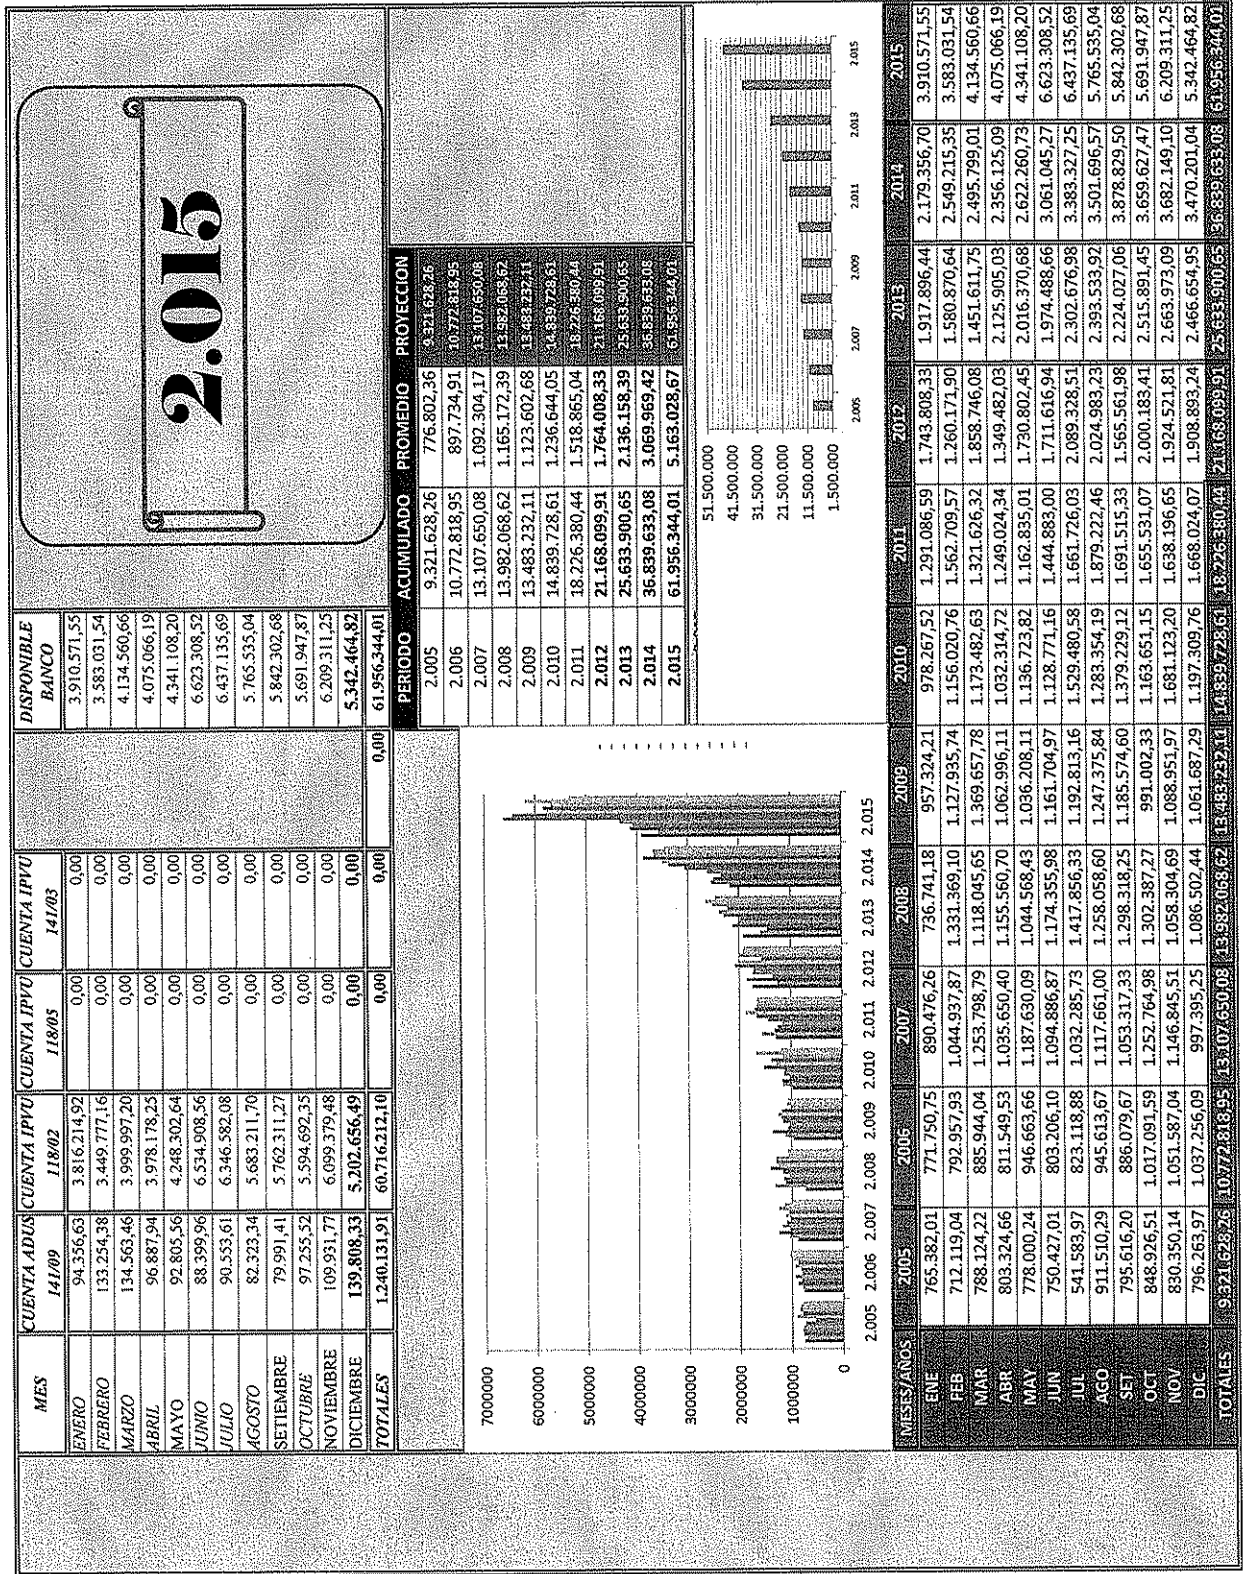 MES CUENTA ADUS 141/09 CUENTA IPVU 118/02 CUENTA IPVU 118/05 CUENTA IPVU 141/03 DISPONIBLE BANCO
ENERO 94.356,63 3.816.214,92 0,00 0,00 3.910.571,55
FEBRERO 133.254,38 3.449.777,16 0,00 0,00 3.583.031,54
MARZO 134.563,46 3.999.997,20 0,00 0,00 4.134.560,66
ABRIL 96.887,94 3.978.178,25 0,00 0,00 4.075.066,19
MAYO 92.805,56 4.248.302,64 0,00 0,00 4.341.108,20
JUNIO 88.399,96 6.534.908,56 0,00 0,00 6.623.308,52
JULIO 90.553,61 6.346.582,08 0,00 0,00 6.437.135,69
AGOSTO 82.323,34 5.683.211,70 0,00 0,00 5.765.535,04
SETIEMBRE 79.991,41 5.762.311,27 0,00 0,00 5.842.302,68
OCTUBRE 97.255,52 5.594.692,35 0,00 0,00 5.691.947,87
NOVIEMBRE 109.931,77 6.099.379,48 0,00 0,00 6.209.311,25
DICIEMBRE 139.808,33 5.202.656,49 0,00 0,00 5.342.464,82
TOTALES 1.240.131,91 60.716.212,10 0,00 0,00 0,00 61.956.344,01
2.015
PERIODO ACUMULADO PROMEDIO PROYECCION
2.005 9.321.628,26 776.802,36 9.321.628,26
2.006 10.772.818,95 897.734,91 10.772.818,95
2.007 13.107.650,08 1.092.304,17 13.107.650,08
2.008 13.982.068,62 1.165.172,39 13.982.068,62
2.009 13.483.232,11 1.123.602,68 13.483.232,11
2.010 14.839.728,61 1.236.644,05 14.839.728,61
2.011 18.226.380,44 1.518.865,04 18.226.380,44
2.012 21.168.099,91 1.764.008,33 21.168.099,91
2.013 25.633.900,65 2.136.158,39 25.633.900,65
2.014 36.839.633,08 3.069.969,42 36.839.633,08
2.015 61.956.344,01 5.163.028,67 61.956.344,01
7000000
6000000
5000000
4000000
3000000
2000000
1000000
0
2.005 2.006 2.007 2.008 2.009 2.010 2.011 2.012 2.013 2.014 2.015
51.500.000
41.500.000
31.500.000
21.500.000
11.500.000
1.500.000
2.005 2.007 2.009 2.011 2.013 2.015
MESES/AÑOS 2005 2006 2007 2008 2009 2010 2011 2012 2013 2014 2015
ENE 765.382,01 771.750,75 890.476,26 736.741,18 957.324,21 978.267,52 1.291.086,59 1.743.808,33 1.917.896,44 2.179.356,70 3.910.571,55
FEB 712.119,04 792.957,93 1.044.937,87 1.331.369,10 1.127.935,74 1.156.020,76 1.562.709,57 1.260.171,90 1.580.870,64 2.549.215,35 3.583.031,54
MAR 788.124,22 885.944,04 1.253.798,79 1.118.045,65 1.369.657,78 1.173.482,63 1.321.626,32 1.858.746,08 1.451.611,75 2.495.799,01 4.134.560,66
ABR 803.324,66 811.549,53 1.035.650,40 1.155.560,70 1.062.996,11 1.032.314,72 1.249.024,34 1.349.482,03 2.125.905,03 2.356.125,09 4.075.066,19
MAY 778.000,24 946.663,66 1.187.630,09 1.044.568,43 1.036.208,11 1.136.723,82 1.162.835,01 1.730.802,45 2.016.370,68 2.622.260,73 4.341.108,20
JUN 750.427,01 803.206,10 1.094.886,87 1.174.355,98 1.161.704,97 1.128.771,16 1.444.883,00 1.711.616,94 1.974.488,66 3.061.045,27 6.623.308,52
JUL 541.583,97 823.118,88 1.032.285,73 1.417.856,33 1.192.813,16 1.529.480,58 1.661.726,03 2.089.328,51 2.302.676,98 3.383.327,25 6.437.135,69
AGO 911.510,29 945.613,67 1.117.661,00 1.258.058,60 1.247.375,84 1.283.354,19 1.879.222,46 2.024.983,23 2.393.533,92 3.501.696,57 5.765.535,04
SET 795.616,20 886.079,67 1.053.317,33 1.298.318,25 1.185.574,60 1.379.229,12 1.691.515,33 1.565.561,98 2.224.027,06 3.878.829,50 5.842.302,68
OCT 848.926,51 1.017.091,59 1.252.764,98 1.302.387,27 991.002,33 1.163.651,15 1.655.531,07 2.000.183,41 2.515.891,45 3.659.627,47 5.691.947,87
NOV 830.350,14 1.051.587,04 1.146.845,51 1.058.304,69 1.088.951,97 1.681.123,20 1.638.196,65 1.924.521,81 2.663.973,09 3.682.149,10 6.209.311,25
DIC. 796.263,97 1.037.256,09 997.395,25 1.086.502,44 1.061.687,29 1.197.309,76 1.668.024,07 1.908.893,24 2.466.654,95 3.470.201,04 5.342.464,82
TOTALES 9.321.628,26 10.772.818,95 13.107.650,08 13.982.068,62 13.483.232,11 14.839.728,61 18.226.380,44 21.168.099,91 25.633.900,65 36.839.633,08 61.956.344,01